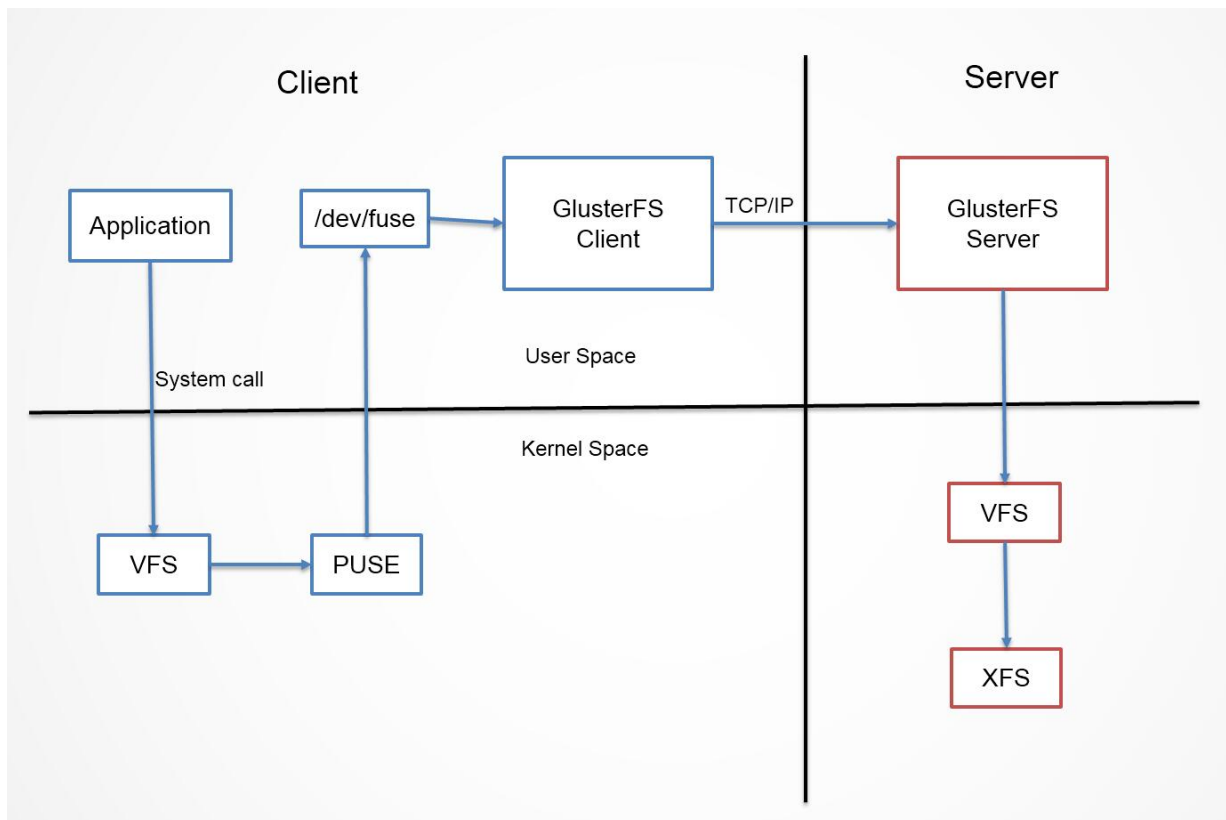 Client
Server
Application
/dev/fuse
GlusterFS
Client
TCP/IP
GlusterFS
Server
System call
User Space
Kernel Space
VFS
PUSE
VFS
XFS